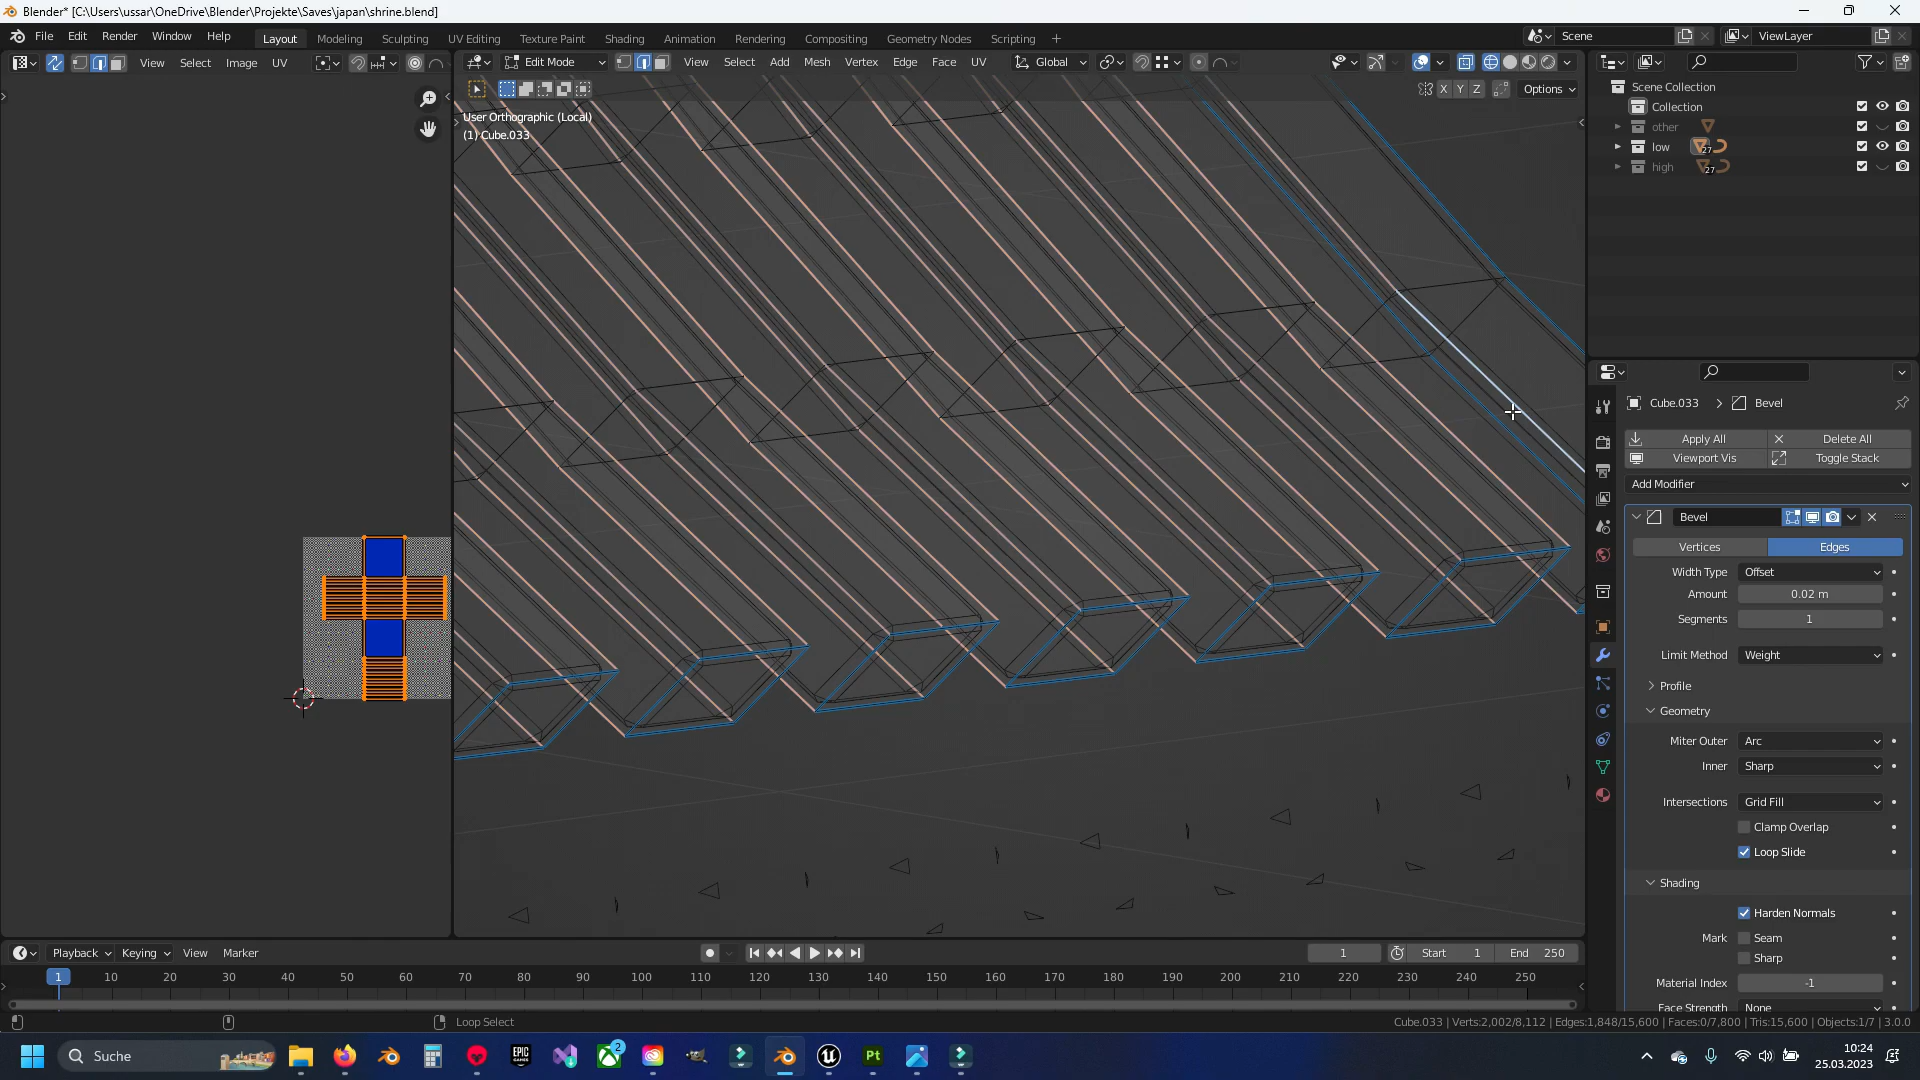 Blender* [C:\Users\ussar\OneDrive\Blender\Projekte\Saves\japan\shrine.blend]
File Edit Render Window Help Layout Modeling Sculpting UV Editing Texture Paint Shading Animation Rendering Compositing Geometry Nodes Scripting + Scene ViewLayer
View Select Image UV
Edit Mode View Select Add Mesh Vertex Edge Face UV Global
X Y Z Options
User Orthographic (Local)
(1) Cube.033
Scene Collection
Collection
other
low 27
high 27
Cube.033 > Bevel
Apply All Delete All
Viewport Vis Toggle Stack
Add Modifier
Bevel
Vertices Edges
Width Type Offset
Amount 0.02 m
Segments 1
Limit Method Weight
Profile
Geometry
Miter Outer Arc
Inner Sharp
Intersections Grid Fill
Clamp Overlap
Loop Slide
Shading
Harden Normals
Mark Seam
Sharp
Material Index -1
Face Strength None
Playback Keying View Marker 1 Start 1 End 250
1 10 20 30 40 50 60 70 80 90 100 110 120 130 140 150 160 170 180 190 200 210 220 230 240 250
Loop Select Cube.033 | Verts:2,002/8,112 | Edges:1,848/15,600 | Faces:0/7,800 | Tris:15,600 | Objects:1/7 | 3.0.0
Suche EPIC GAMES 2 Pt
10:24
25.03.2023